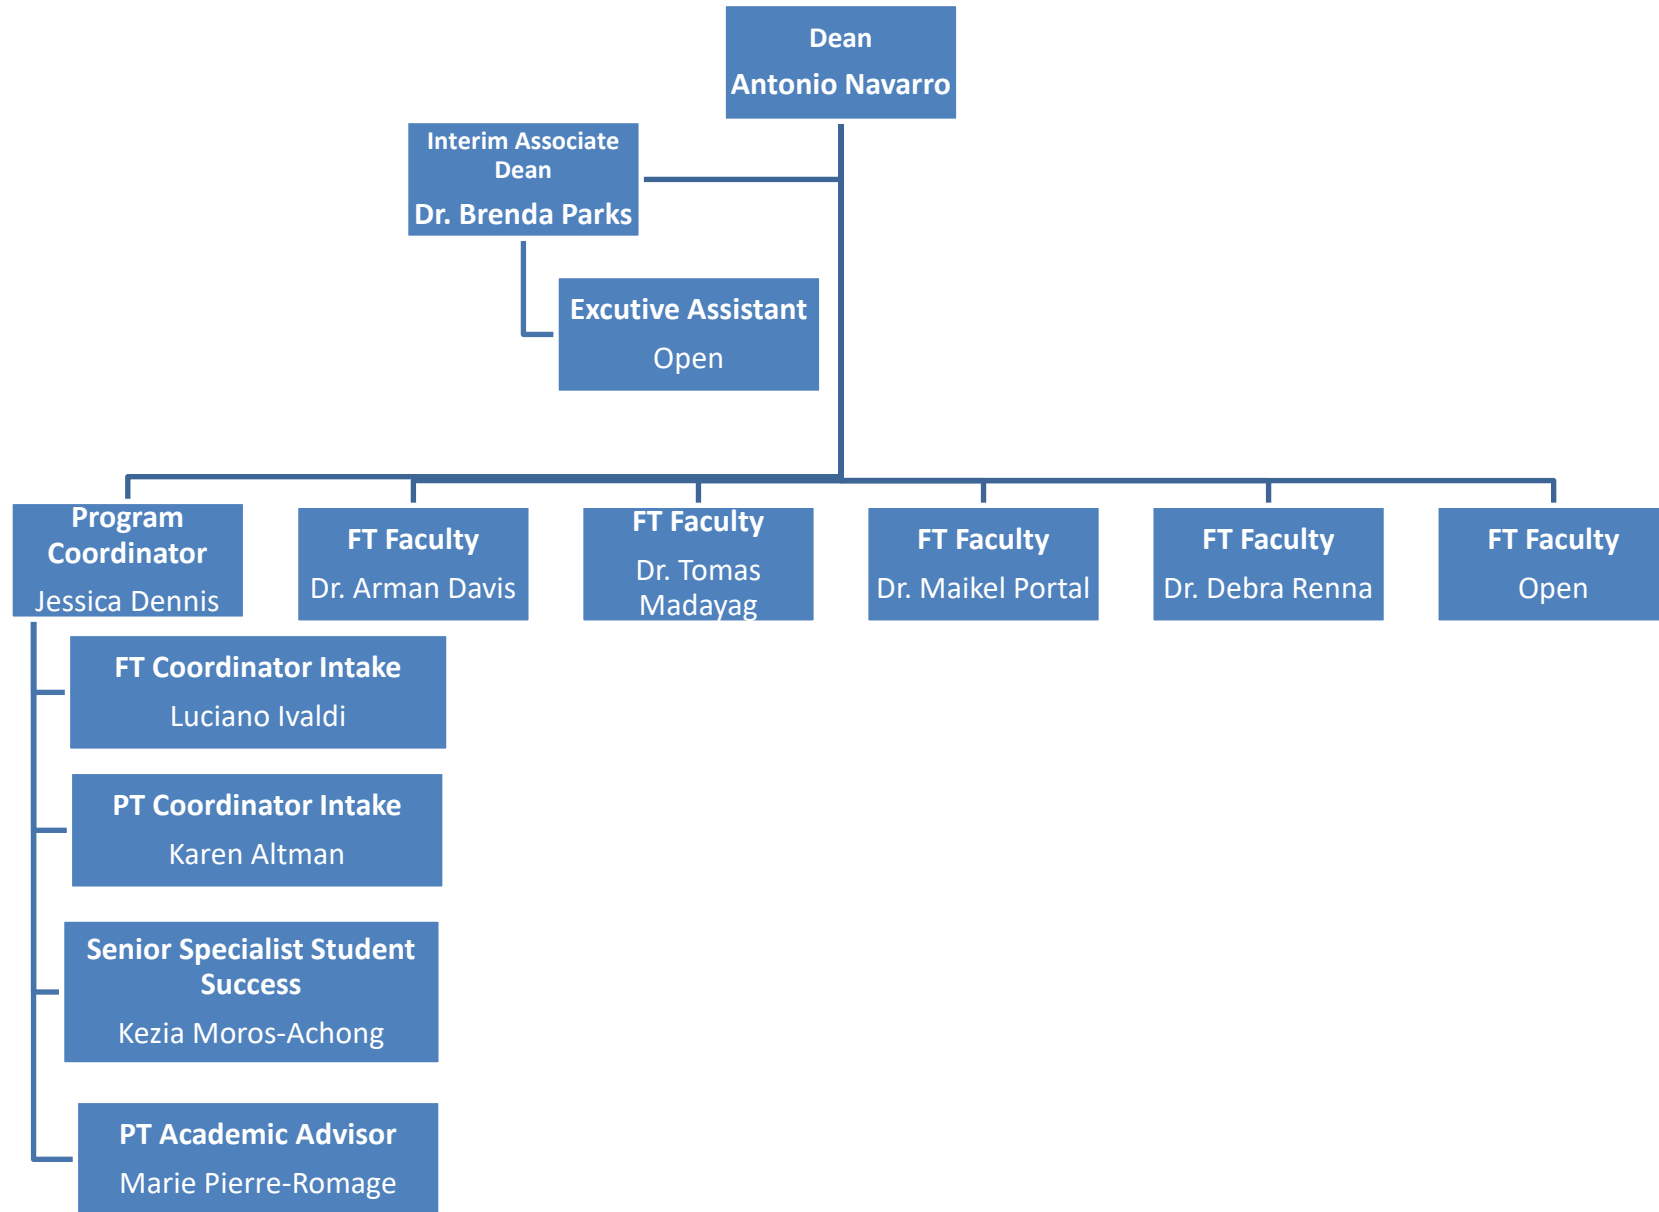 Dean
Antonio Navarro
Interim Associate
Dean
Dr. Brenda Parks
Excutive Assistant
Open
Program
Coordinator
Jessica Dennis
FT Faculty
Dr. Arman Davis
FT Faculty
Dr. Tomas
Madayag
FT Faculty
Dr. Maikel Portal
FT Faculty
Dr. Debra Renna
FT Faculty
Open
FT Coordinator Intake
Luciano Ivaldi
PT Coordinator Intake
Karen Altman
Senior Specialist Student
Success
Kezia Moros-Achong
PT Academic Advisor
Marie Pierre-Romage